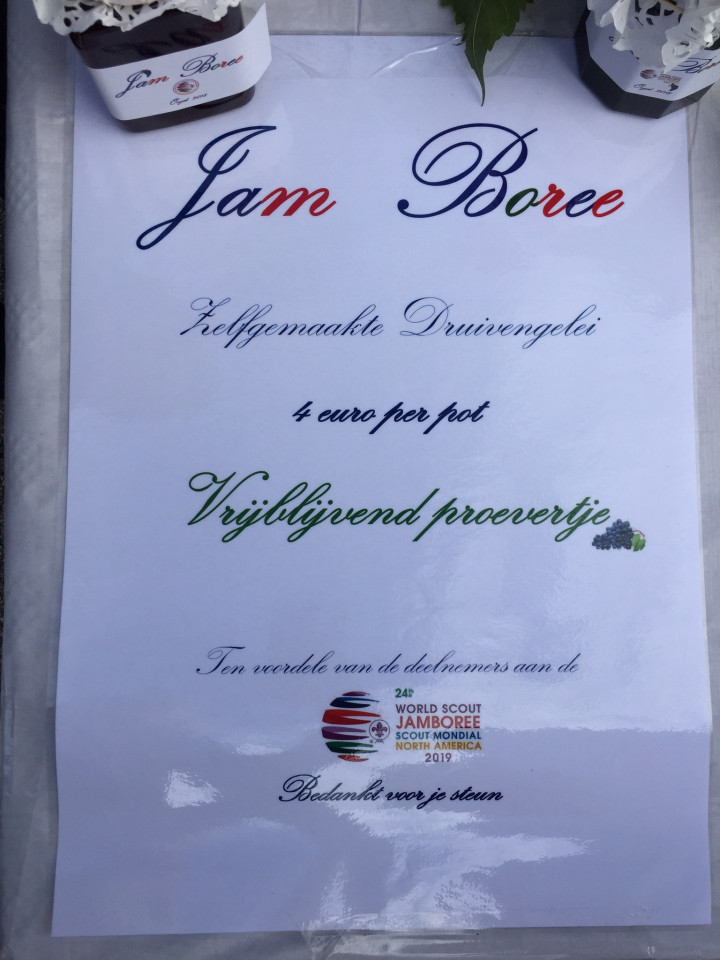 Jam Boree
Jam Boree
Zelfgemaakte Druivengelei
4 euro per pot
Vrijblijvend proevertje
Ten voordele van de deelnemers aan de
24th
WORLD SCOUT
JAMBOREE
SCOUT MONDIAL
NORTH AMERICA
2019
Bedankt voor je steun